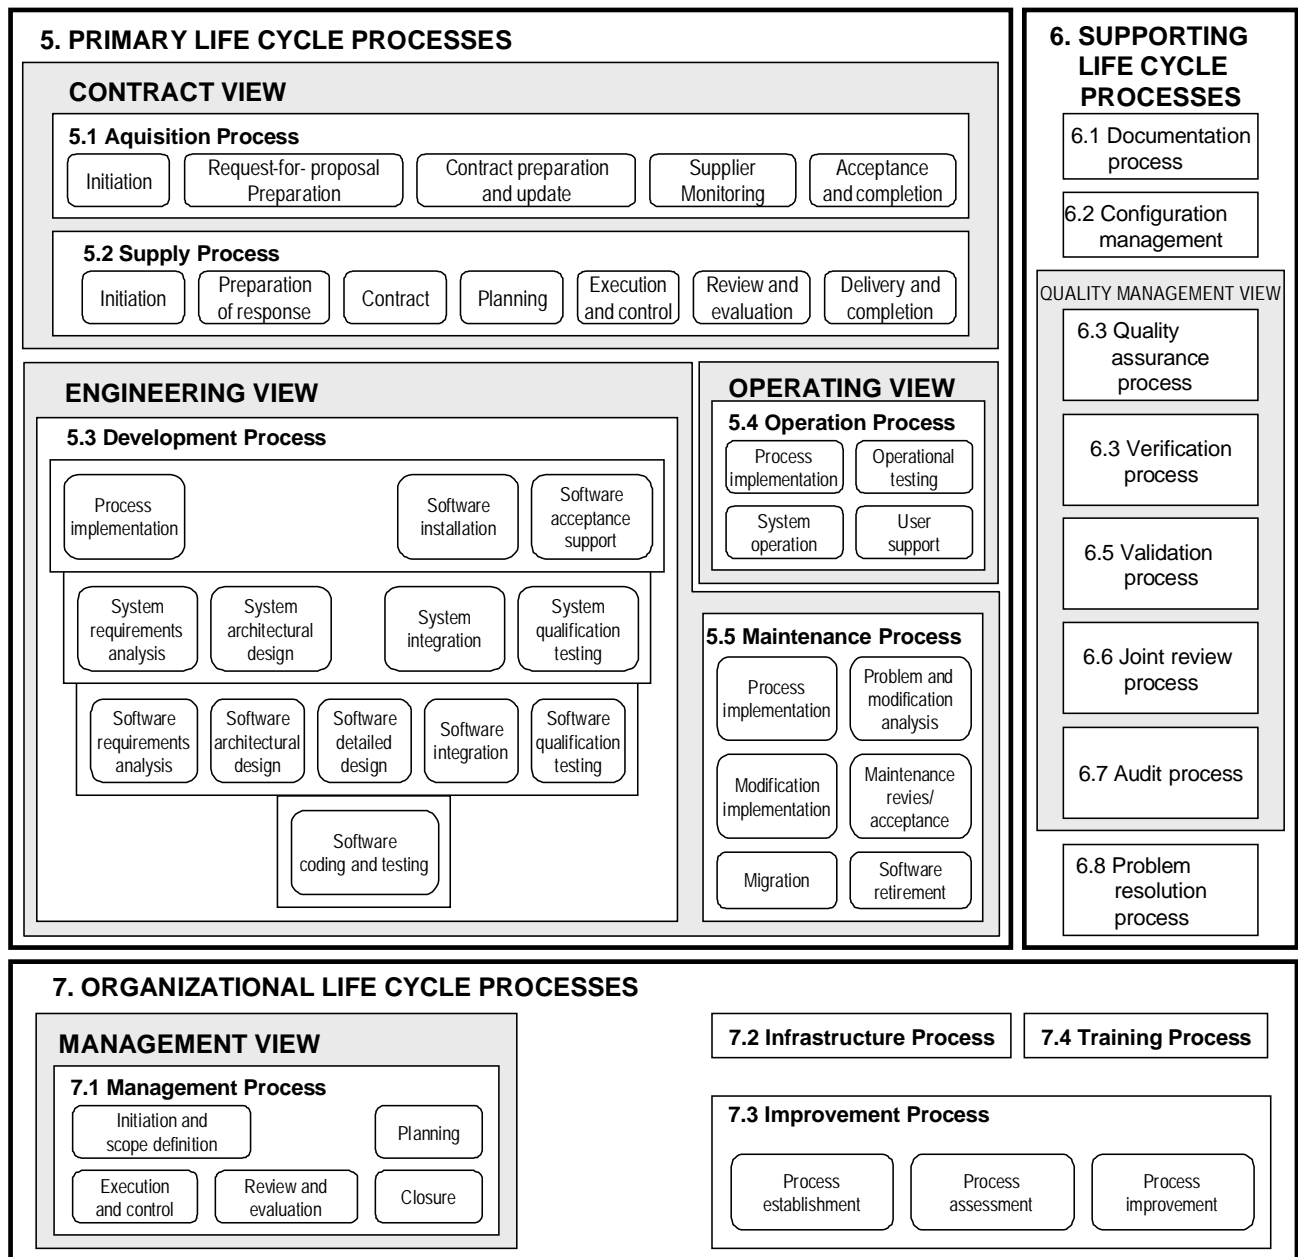 5. PRIMARY LIFE CYCLE PROCESSES
CONTRACT VIEW
5.1 Aquisition Process
Initiation
Request-for- proposal
Preparation
Contract preparation
and update
Supplier
Monitoring
Acceptance
and completion
5.2 Supply Process
Initiation
Preparation
of response
Contract
Planning
Execution
and control
Review and
evaluation
Delivery and
completion
ENGINEERING VIEW
5.3 Development Process
Process
implementation
Software
installation
Software
acceptance
support
System
requirements
analysis
System
architectural
design
System
integration
System
qualification
testing
Software
requirements
analysis
Software
architectural
design
Software
detailed
design
Software
integration
Software
qualification
testing
Software
coding and testing
OPERATING VIEW
5.4 Operation Process
Process
implementation
Operational
testing
System
operation
User
support
5.5 Maintenance Process
Process
implementation
Problem and
modification
analysis
Modification
implementation
Maintenance
revies/
acceptance
Migration
Software
retirement
6. SUPPORTING
LIFE CYCLE
PROCESSES
6.1 Documentation
process
6.2 Configuration
management
QUALITY MANAGEMENT VIEW
6.3 Quality
assurance
process
6.3 Verification
process
6.5 Validation
process
6.6 Joint review
process
6.7 Audit process
6.8 Problem
resolution
process
7. ORGANIZATIONAL LIFE CYCLE PROCESSES
MANAGEMENT VIEW
7.1 Management Process
Initiation and
scope definition
Planning
Execution
and control
Review and
evaluation
Closure
7.2 Infrastructure Process
7.4 Training Process
7.3 Improvement Process
Process
establishment
Process
assessment
Process
improvement